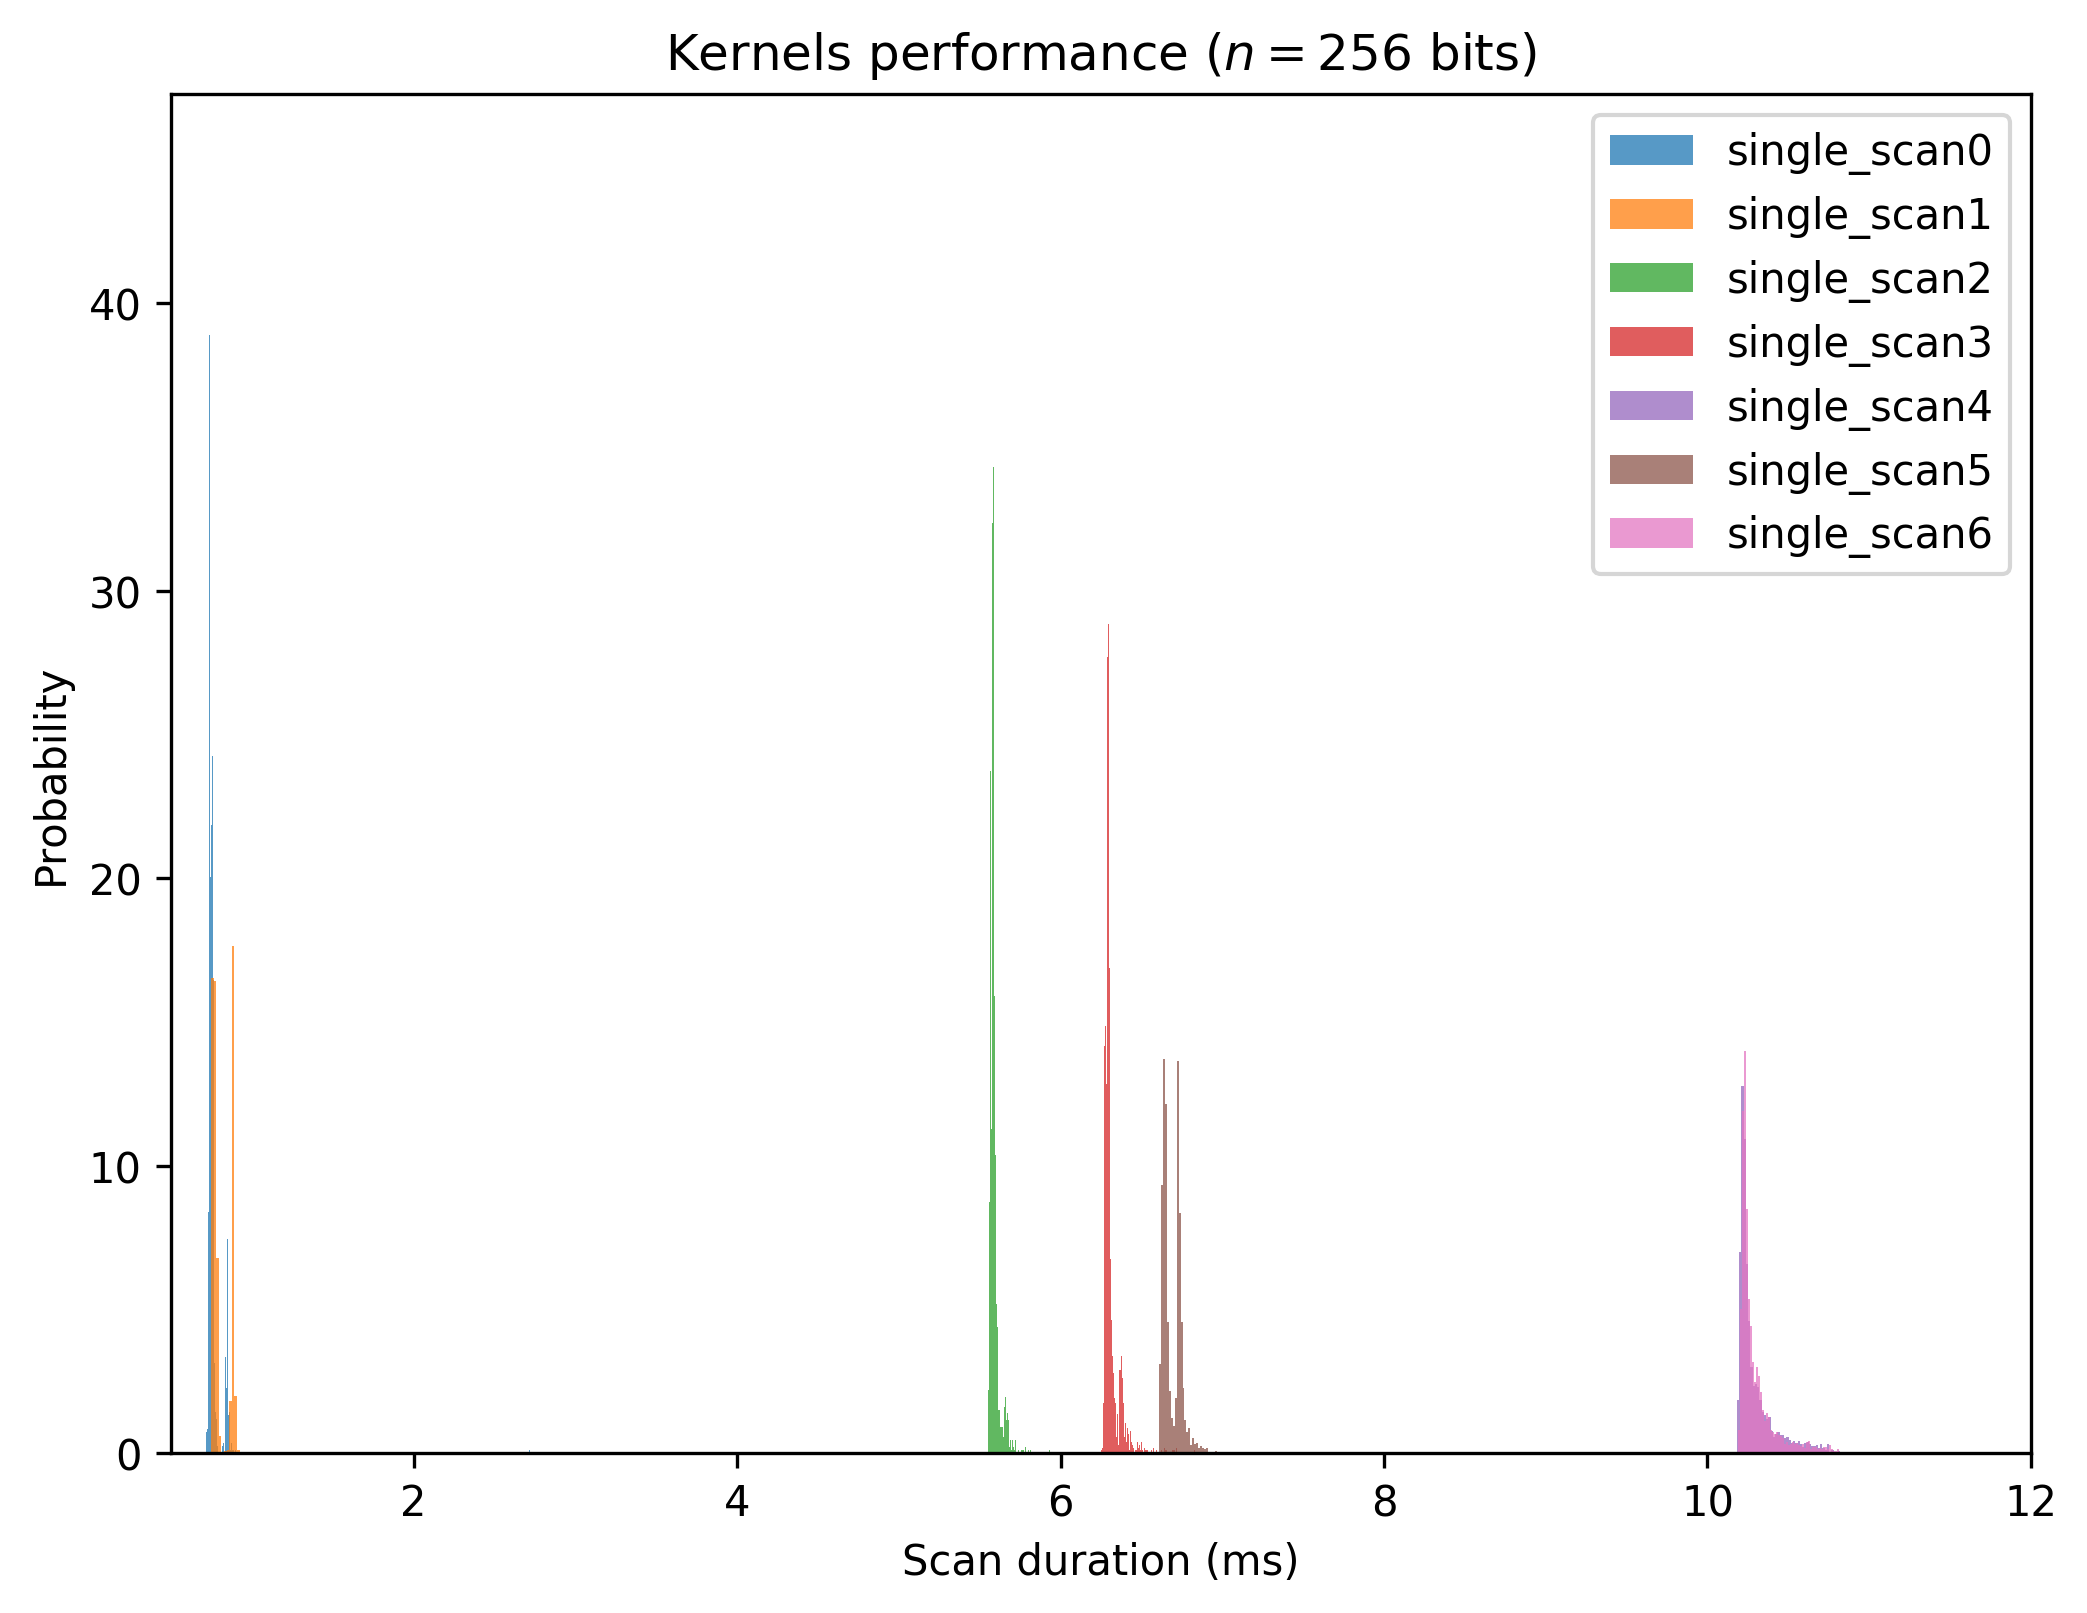 Kernels performance (n = 256 bits)
single_scan0
single_scan1
single_scan2
single_scan3
single_scan4
single_scan5
single_scan6
40
30
20
10
0
Probability
2 4 6 8 10 12
Scan duration (ms)